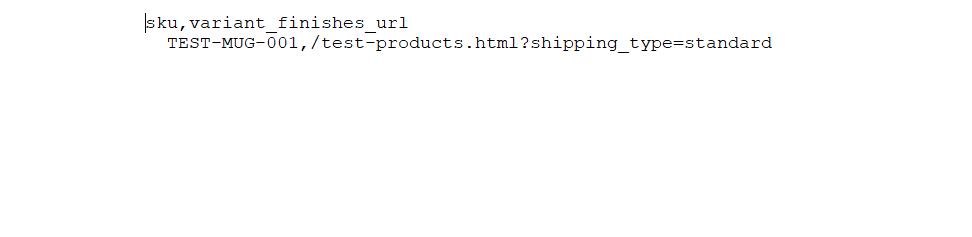 sku,variant_finishes_url
TEST-MUG-001,/test-products.html?shipping_type=standard